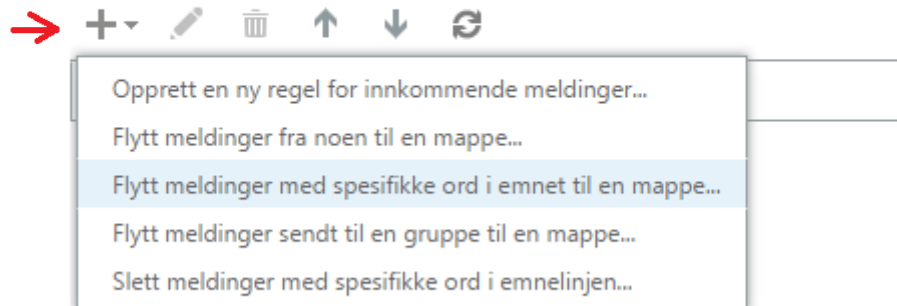 Opprett en ny regel for innkommende meldinger...
Flytt meldinger fra noen til en mappe...
Flytt meldinger med spesifikke ord i emnet til en mappe...
Flytt meldinger sendt til en gruppe til en mappe...
Slett meldinger med spesifikke ord i emnelinjen...